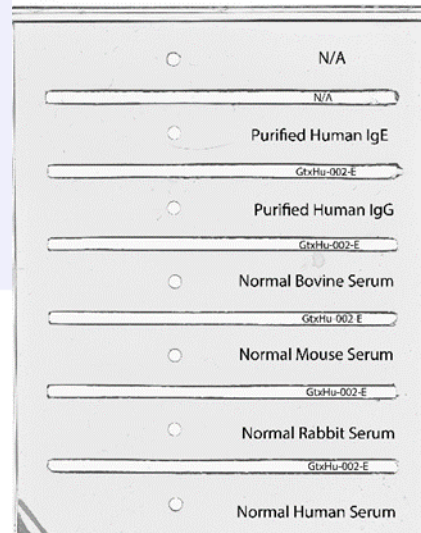 N/A
N/A
Purified Human IgE
GtxHu-002-E
Purified Human IgG
GtxHu-002-E
Normal Bovine Serum
GtxHu-002-E
Normal Mouse Serum
GtxHu-002-E
Normal Rabbit Serum
GtxHu-002-E
Normal Human Serum